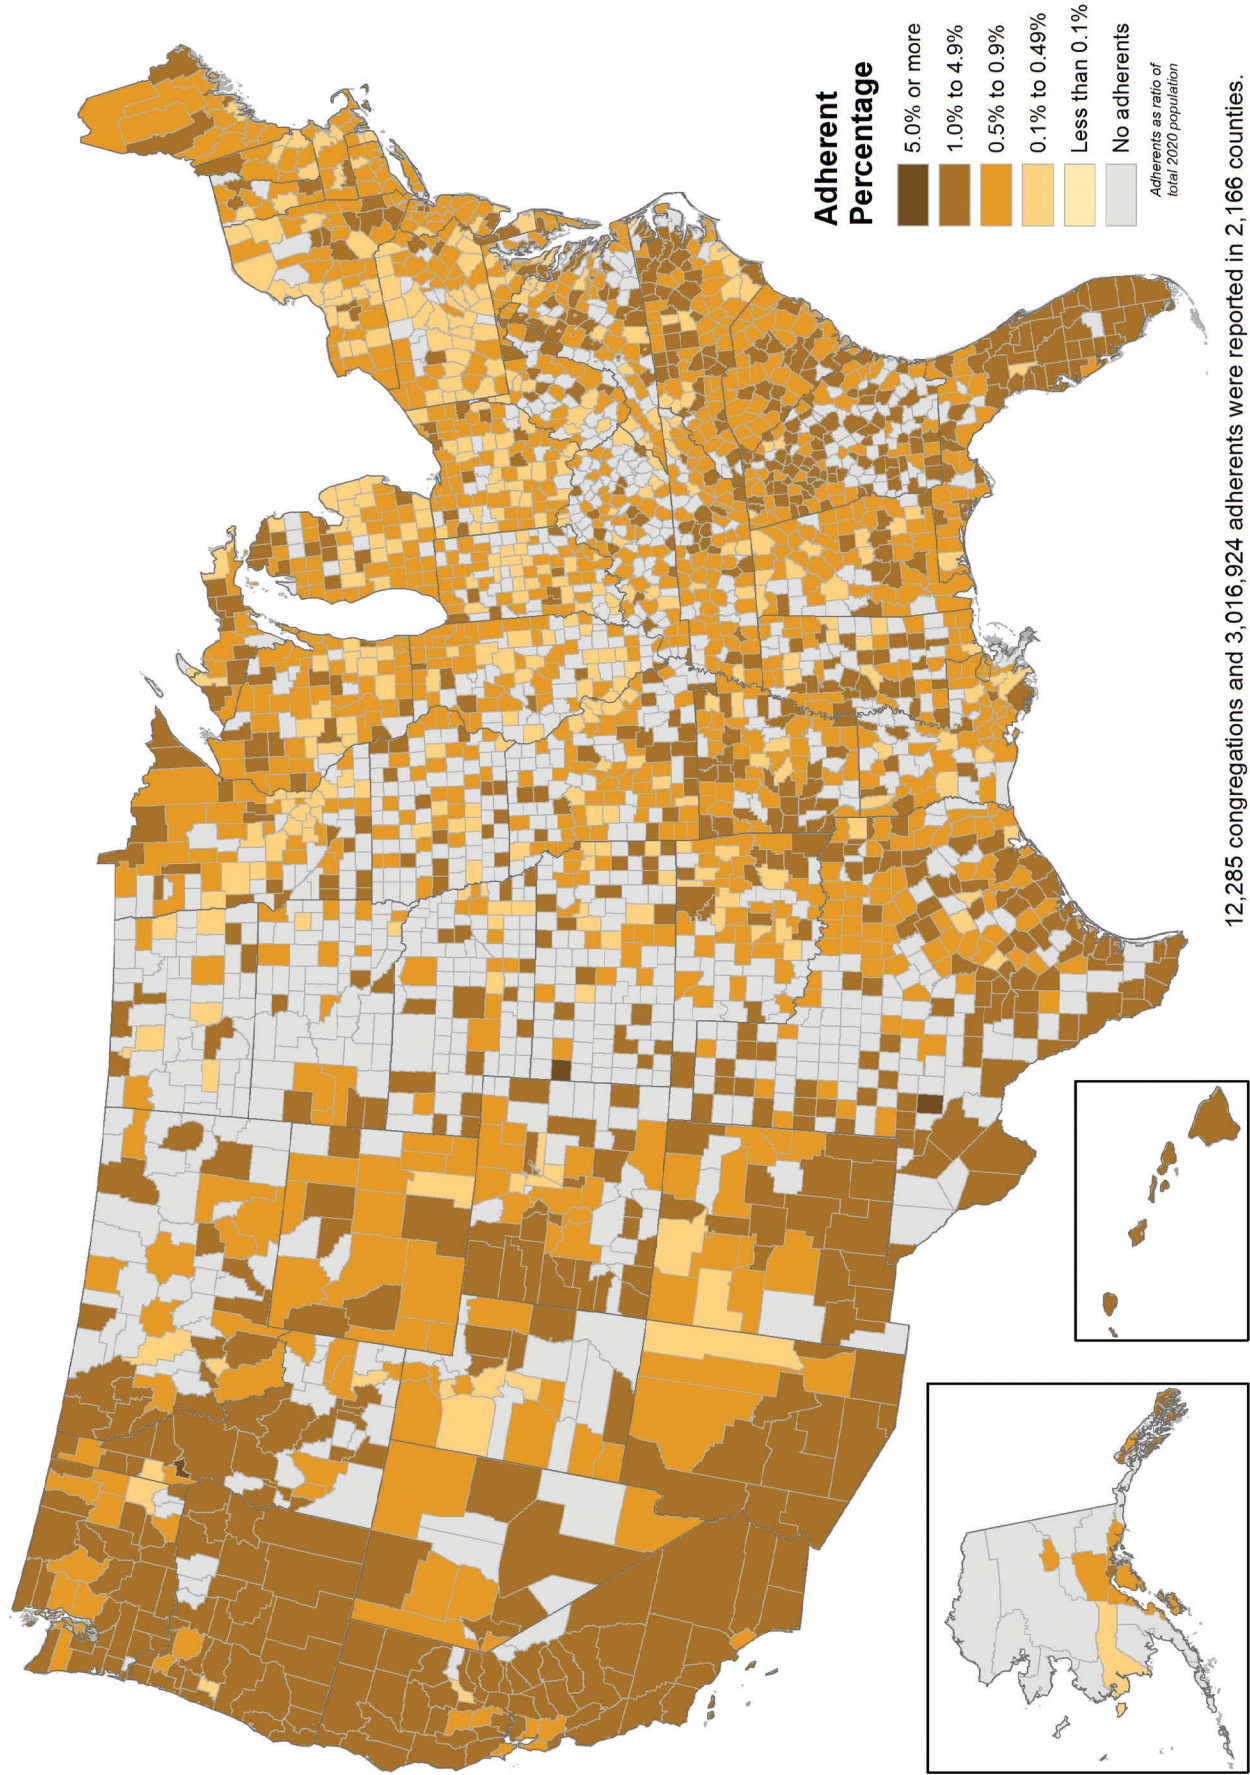 Adherent
Percentage
5.0% or more
1.0% to 4.9%
0.5% to 0.9%
0.1% to 0.49%
Less than 0.1%
No adherents
Adherents as ratio of
total 2020 population
12,285 congregations and 3,016,924 adherents were reported in 2,166 counties.